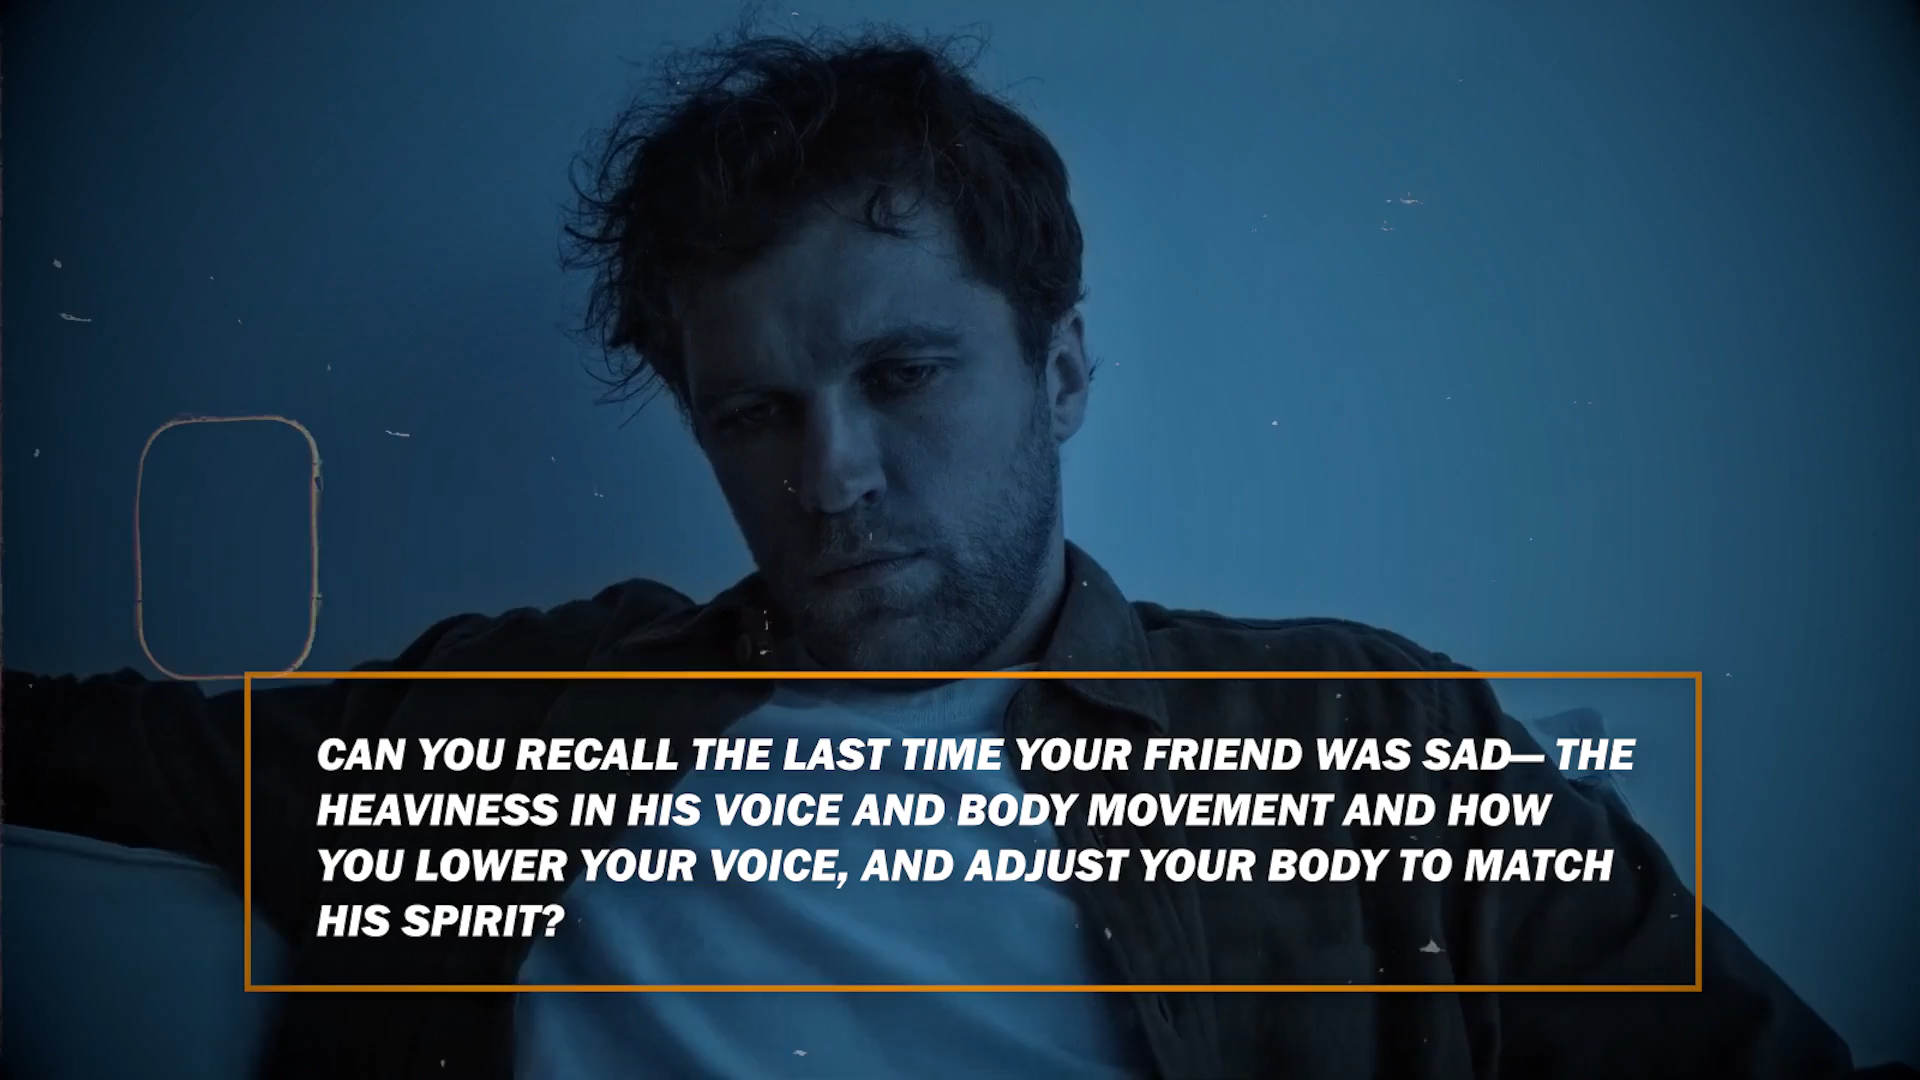 CAN YOU RECALL THE LAST TIME YOUR FRIEND WAS SAD— THE
HEAVINESS IN HIS VOICE AND BODY MOVEMENT AND HOW
YOU LOWER YOUR VOICE, AND ADJUST YOUR BODY TO MATCH
HIS SPIRIT?